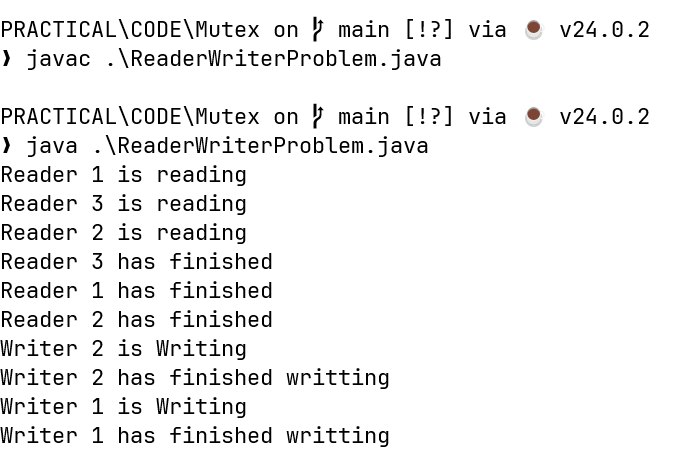 PRACTICAL\CODE\Mutex on main [!?] via ☕ v24.0.2
❯ javac .\ReaderWriterProblem.java
PRACTICAL\CODE\Mutex on main [!?] via ☕ v24.0.2
❯ java .\ReaderWriterProblem.java
Reader 1 is reading
Reader 3 is reading
Reader 2 is reading
Reader 3 has finished
Reader 1 has finished
Reader 2 has finished
Writer 2 is Writing
Writer 2 has finished writting
Writer 1 is Writing
Writer 1 has finished writting